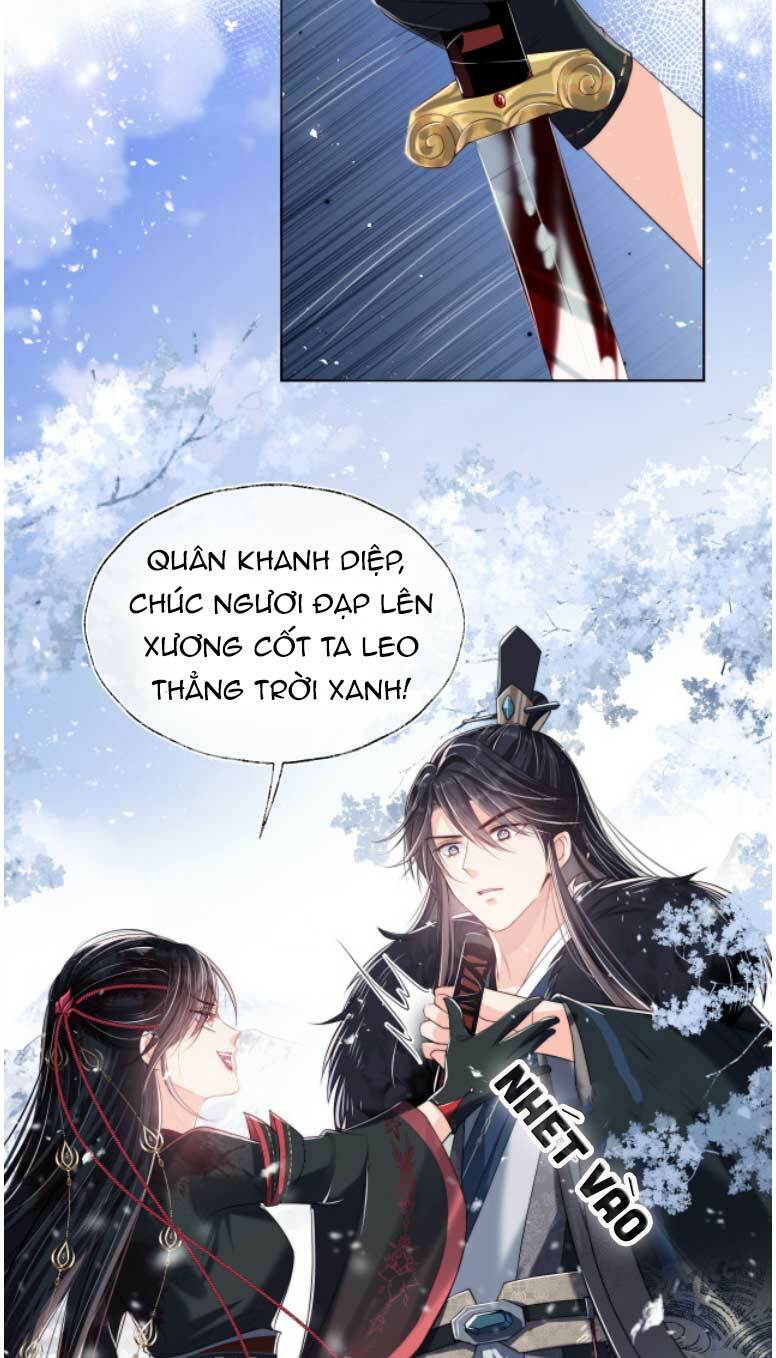 QUÂN KHANH DIỆP,
CHÚC NGƯƠI ĐẠP LÊN
XƯƠNG CỐT TA LEO
THẲNG TRỜI XANH!
NHÉT VÀO